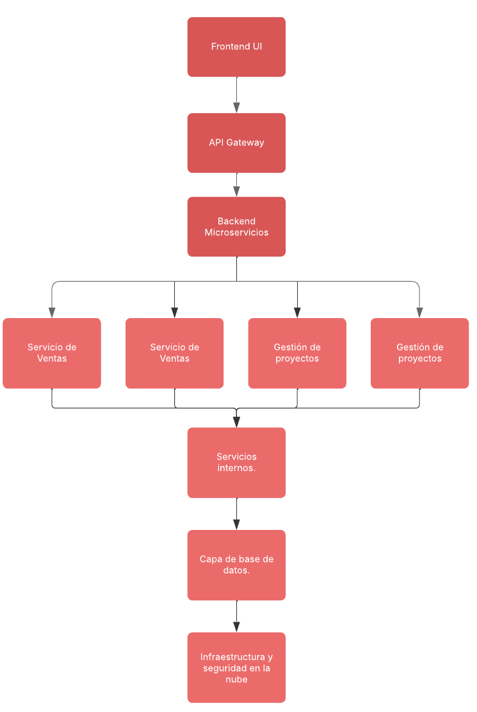 Frontend UI
API Gateway
Backend
Microservicios
Servicio de
Ventas
Servicio de
Ventas
Gestión de
proyectos
Gestión de
proyectos
Servicios
internos.
Capa de base de
datos.
Infraestructura y
seguridad en la
nube